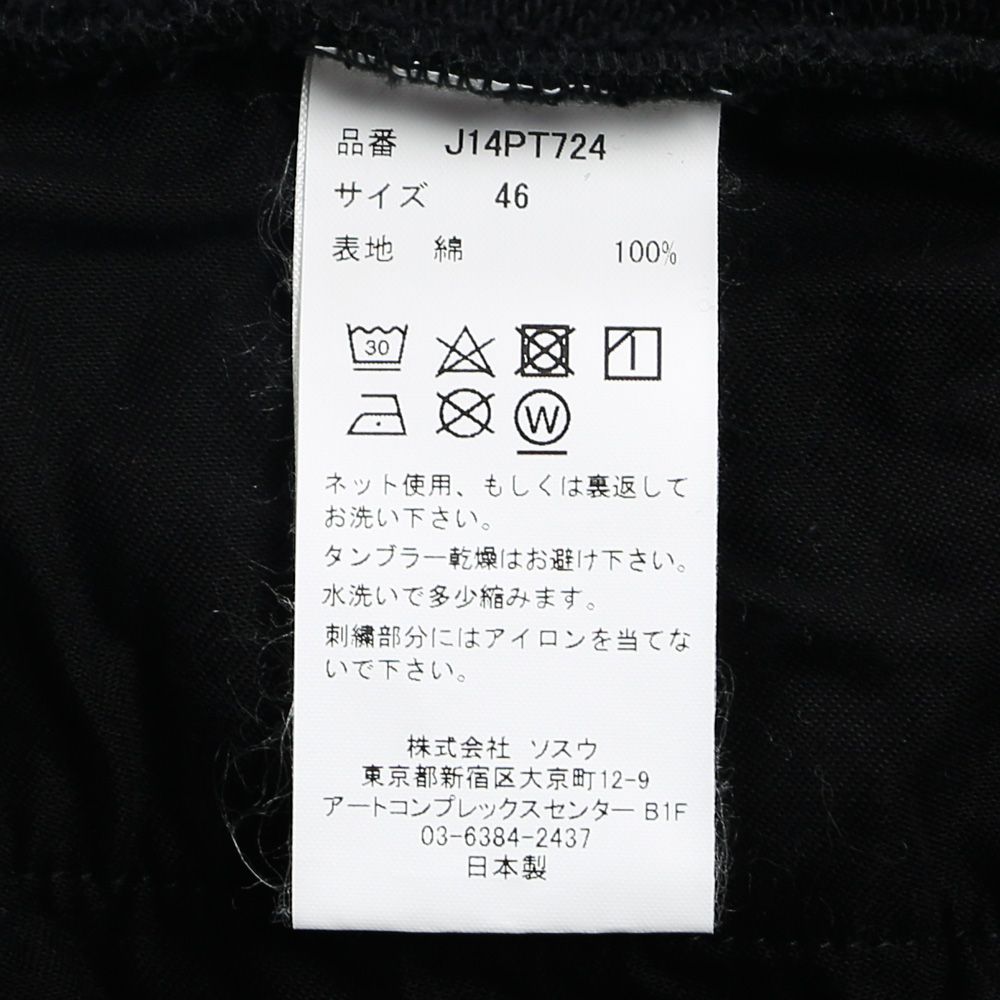 品番 J14PT724
サイズ 46
表地 綿 100%
30
W
ネット使用、もしくは裏返して
お洗い下さい。
タンブラー乾燥はお避け下さい。
水洗いで多少縮みます。
刺繍部分にはアイロンを当てな
いで下さい。
株式会社 ソスウ
東京都新宿区大京町12-9
アートコンプレックスセンター B1F
03-6384-2437
日本製